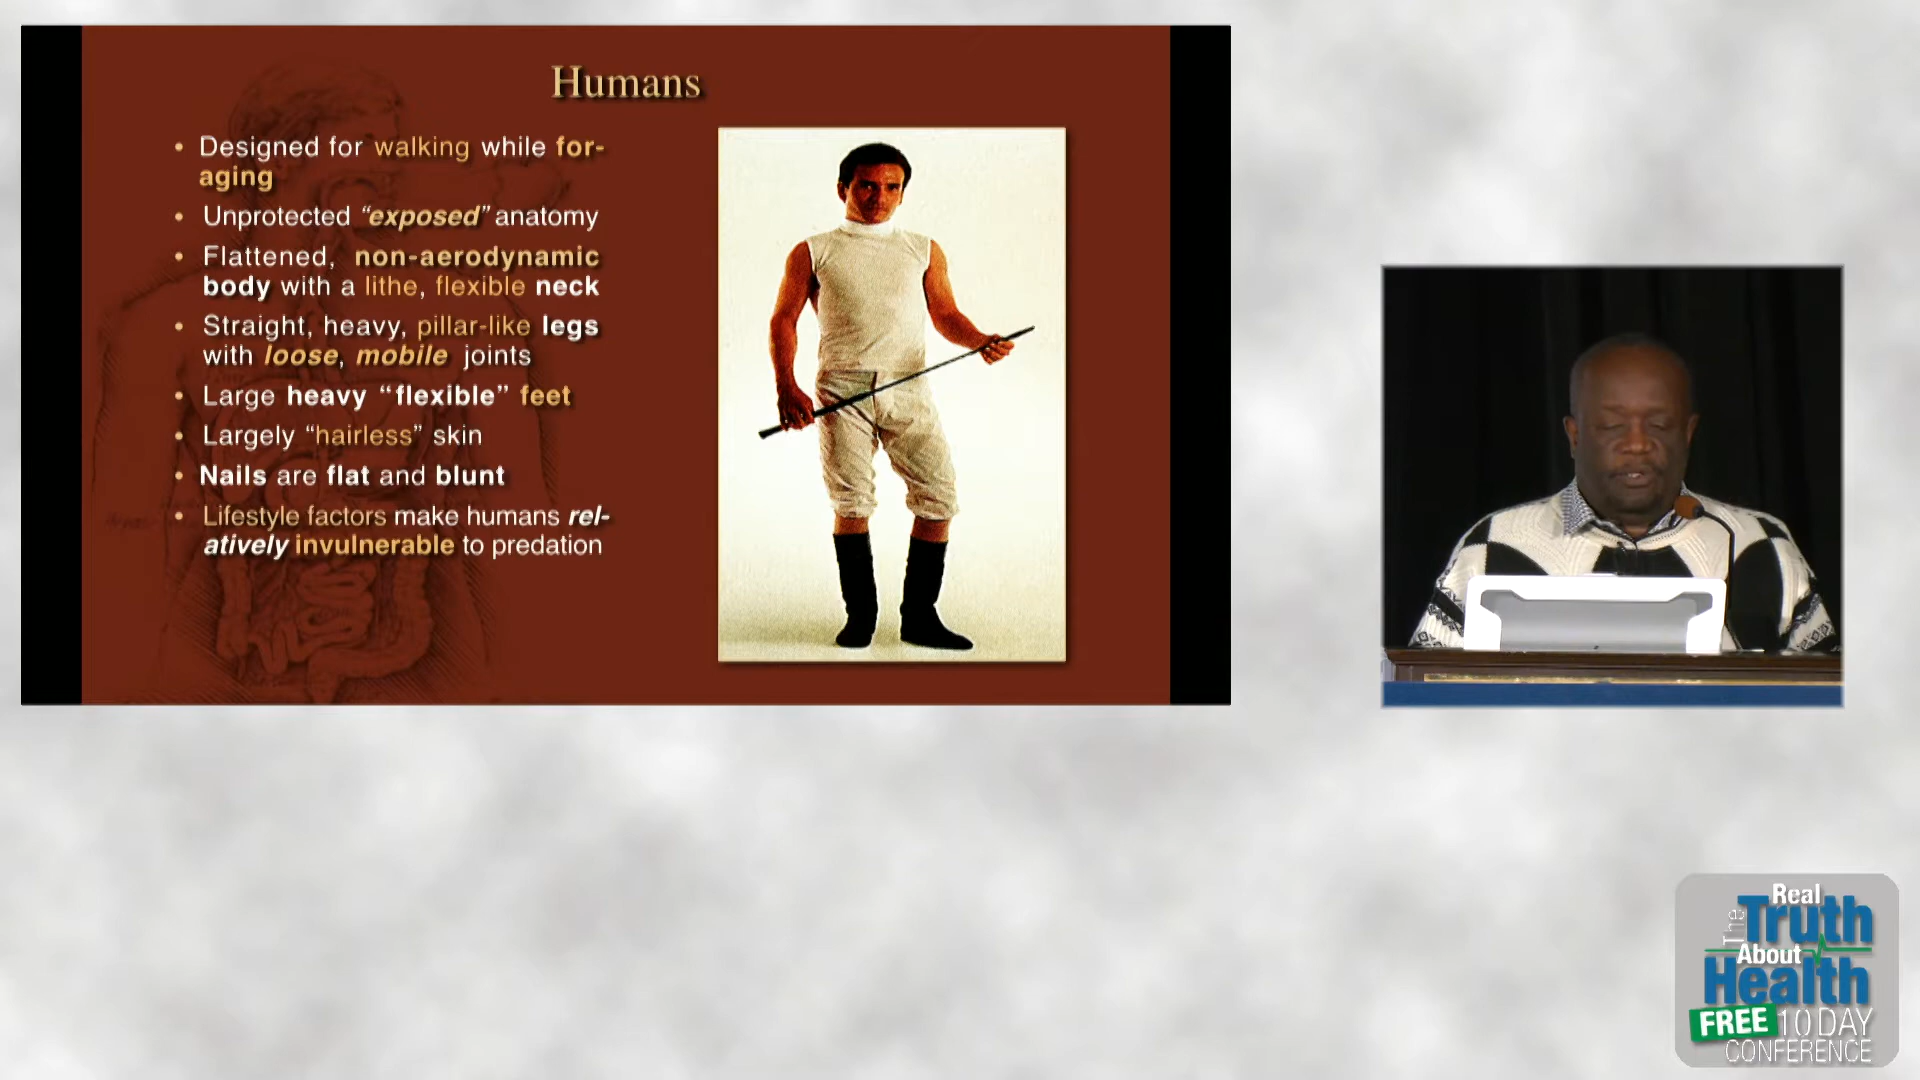 Humans
• Designed for walking while for-
aging
• Unprotected “exposed” anatomy
• Flattened, non-aerodynamic
body with a lithe, flexible neck
• Straight, heavy, pillar-like legs
with loose, mobile joints
• Large heavy “flexible” feet
• Largely “hairless” skin
• Nails are flat and blunt
• Lifestyle factors make humans rel-
atively invulnerable to predation
The Real
Truth
About
Health
FREE 10 DAY
CONFERENCE